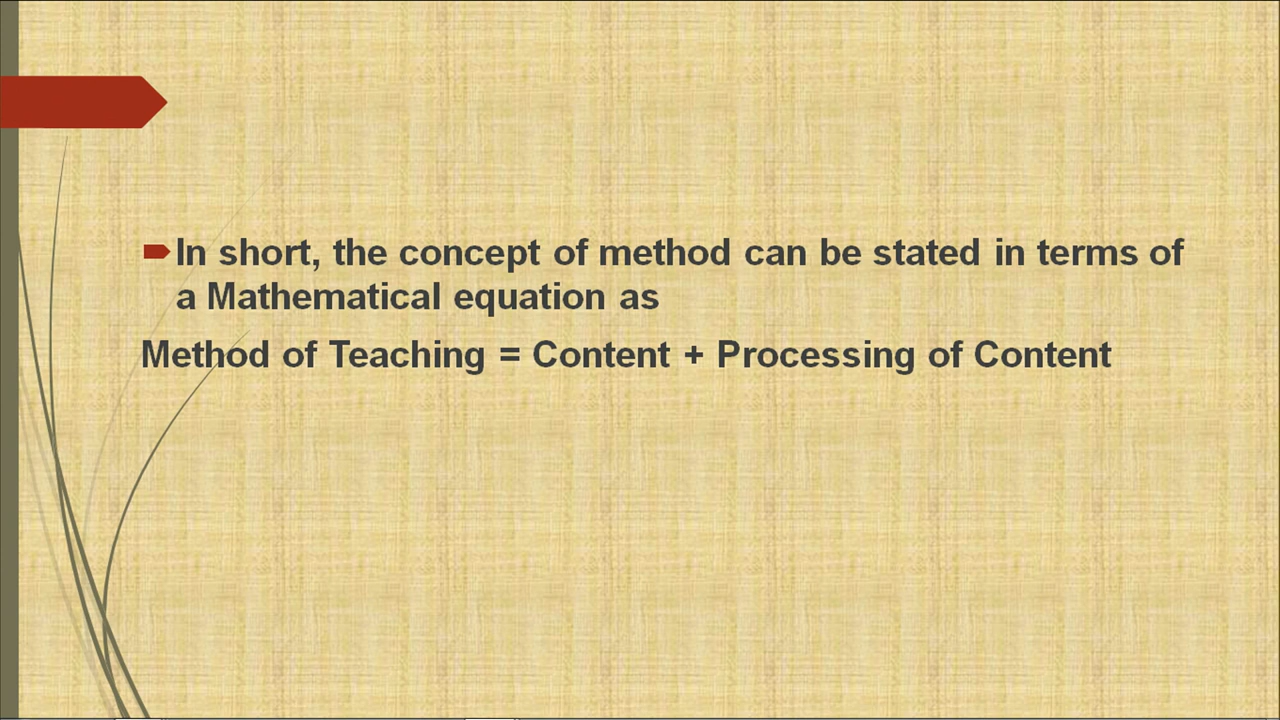 In short, the concept of method can be stated in terms of
a Mathematical equation as
Method of Teaching = Content + Processing of Content